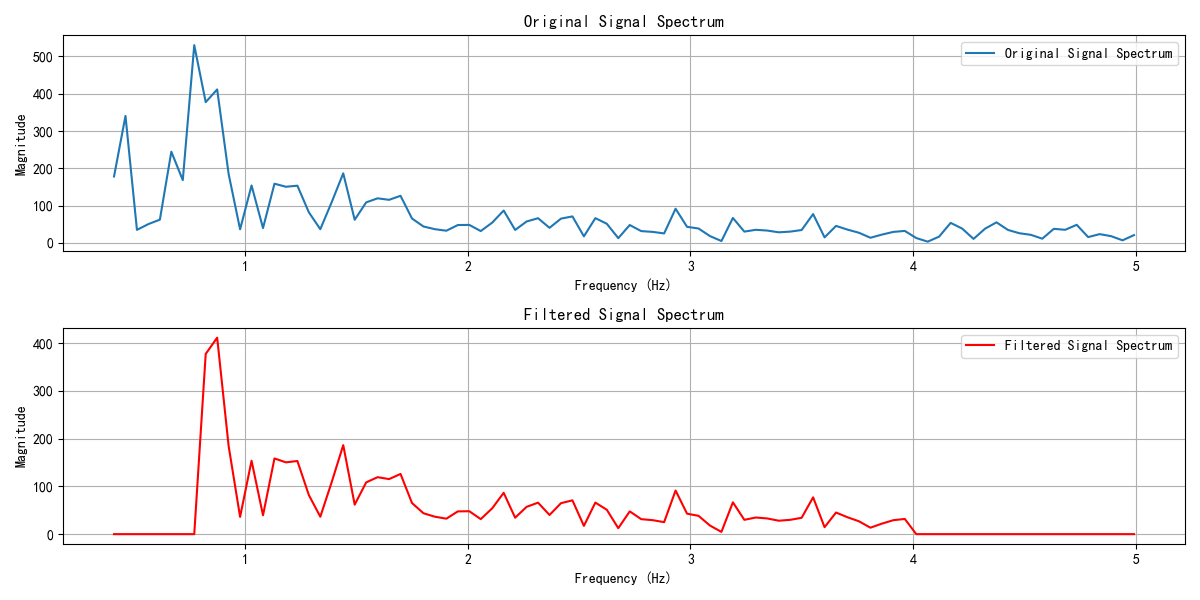 Original Signal Spectrum
Original Signal Spectrum
500
400
300
200
100
0
Magnitude
1 2 3 4 5
Frequency (Hz)
Filtered Signal Spectrum
Filtered Signal Spectrum
400
300
200
100
0
Magnitude
1 2 3 4 5
Frequency (Hz)